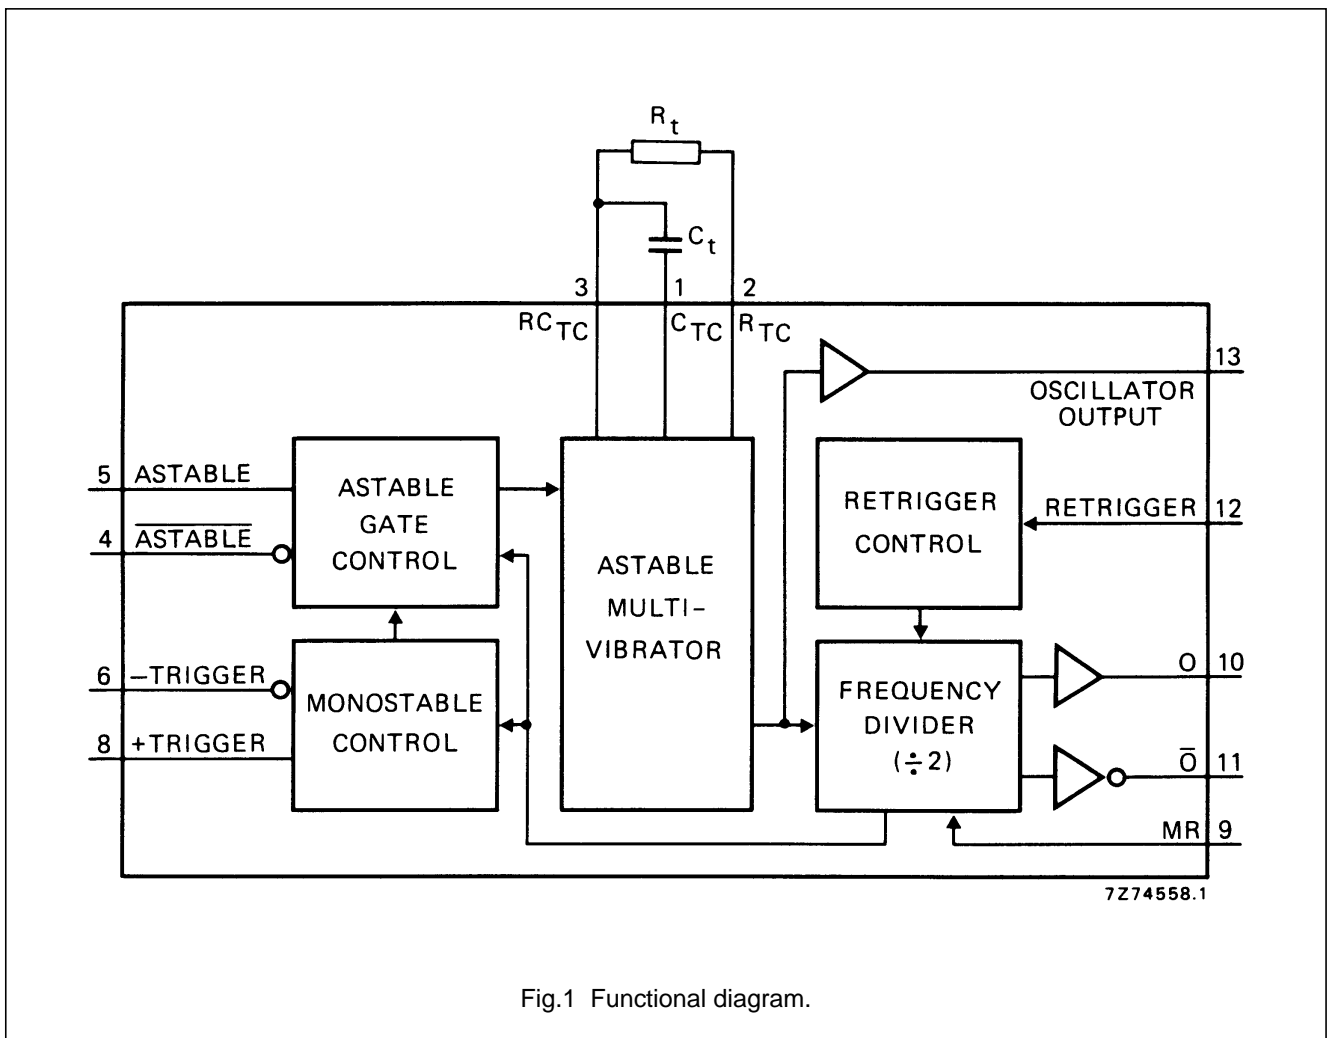 R t
C t
3 1 2
RC TC C TC R TC
13
OSCILLATOR
OUTPUT
5 ASTABLE
4 ASTABLE
6 –TRIGGER
8 +TRIGGER
ASTABLE
GATE
CONTROL
MONOSTABLE
CONTROL
ASTABLE
MULTI–
VIBRATOR
RETRIGGER
CONTROL
RETRIGGER 12
FREQUENCY
DIVIDER
(÷2)
O 10
O̅ 11
MR 9
7Z74558.1
Fig.1 Functional diagram.